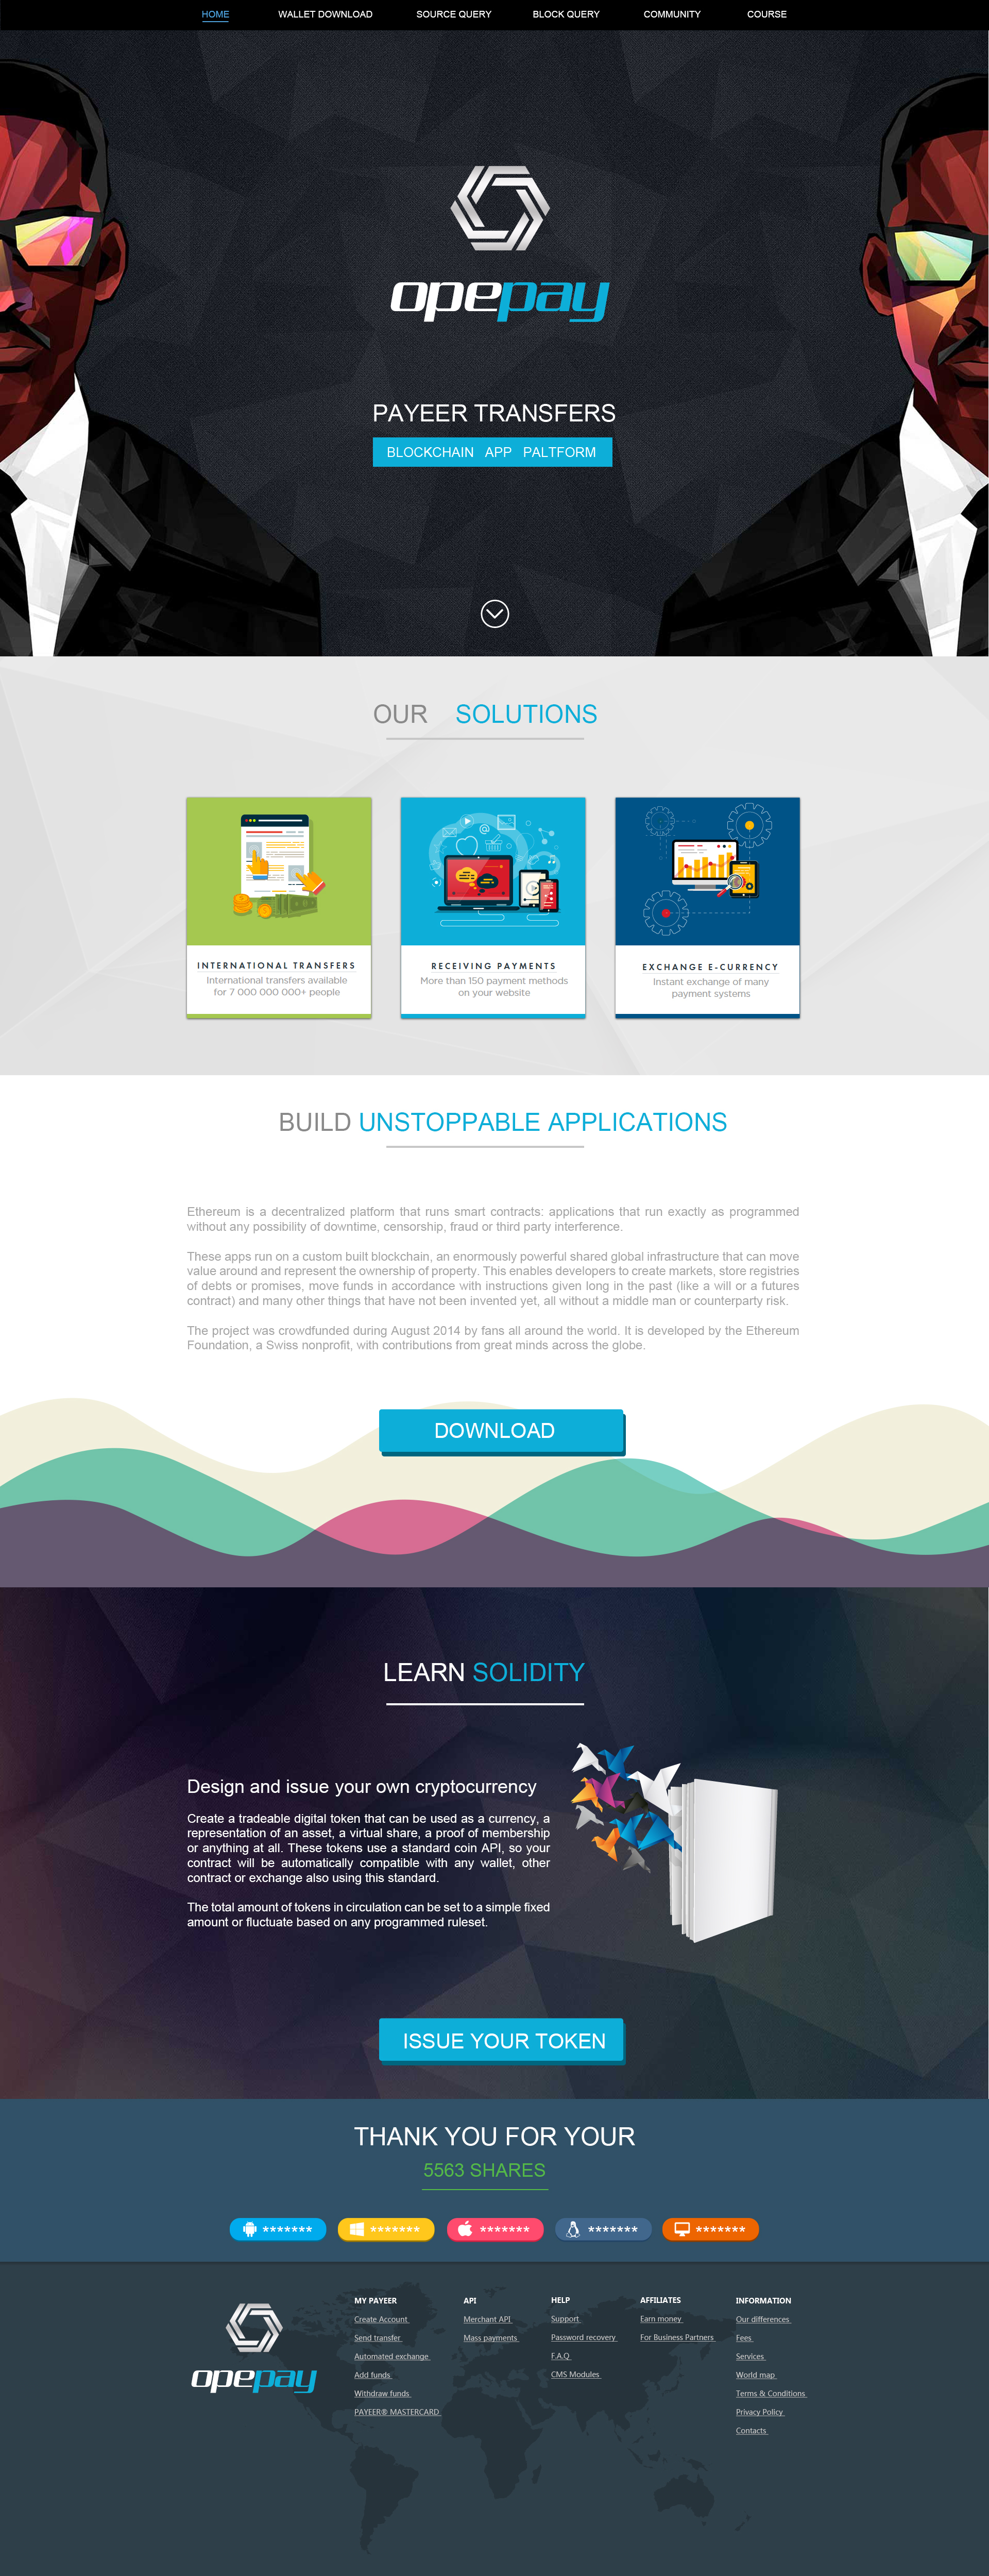 HOME WALLET DOWNLOAD SOURCE QUERY BLOCK QUERY COMMUNITY COURSE
opepay
PAYEER TRANSFERS
BLOCKCHAIN APP PALTFORM
OUR SOLUTIONS
INTERNATIONAL TRANSFERS
International transfers available
for 7 000 000 000+ people
RECEIVING PAYMENTS
More than 150 payment methods
on your website
EXCHANGE E-CURRENCY
Instant exchange of many
payment systems
BUILD UNSTOPPABLE APPLICATIONS
Ethereum is a decentralized platform that runs smart contracts: applications that run exactly as programmed
without any possibility of downtime, censorship, fraud or third party interference.
These apps run on a custom built blockchain, an enormously powerful shared global infrastructure that can move
value around and represent the ownership of property. This enables developers to create markets, store registries
of debts or promises, move funds in accordance with instructions given long in the past (like a will or a futures
contract) and many other things that have not been invented yet, all without a middle man or counterparty risk.
The project was crowdfunded during August 2014 by fans all around the world. It is developed by the Ethereum
Foundation, a Swiss nonprofit, with contributions from great minds across the globe.
DOWNLOAD
LEARN SOLIDITY
Design and issue your own cryptocurrency
Create a tradeable digital token that can be used as a currency, a
representation of an asset, a virtual share, a proof of membership
or anything at all. These tokens use a standard coin API, so your
contract will be automatically compatible with any wallet, other
contract or exchange also using this standard.
The total amount of tokens in circulation can be set to a simple fixed
amount or fluctuate based on any programmed ruleset.
ISSUE YOUR TOKEN
THANK YOU FOR YOUR
5563 SHARES
******* ******* ******* ******* *******
opepay
MY PAYEER
Create Account
Send transfer
Automated exchange
Add funds
Withdraw funds
PAYEER® MASTERCARD
API
Merchant API
Mass payments
HELP
Support
Password recovery
F.A.Q
CMS Modules
AFFILIATES
Earn money
For Business Partners
INFORMATION
Our differences
Fees
Services
World map
Terms & Conditions
Privacy Policy
Contacts